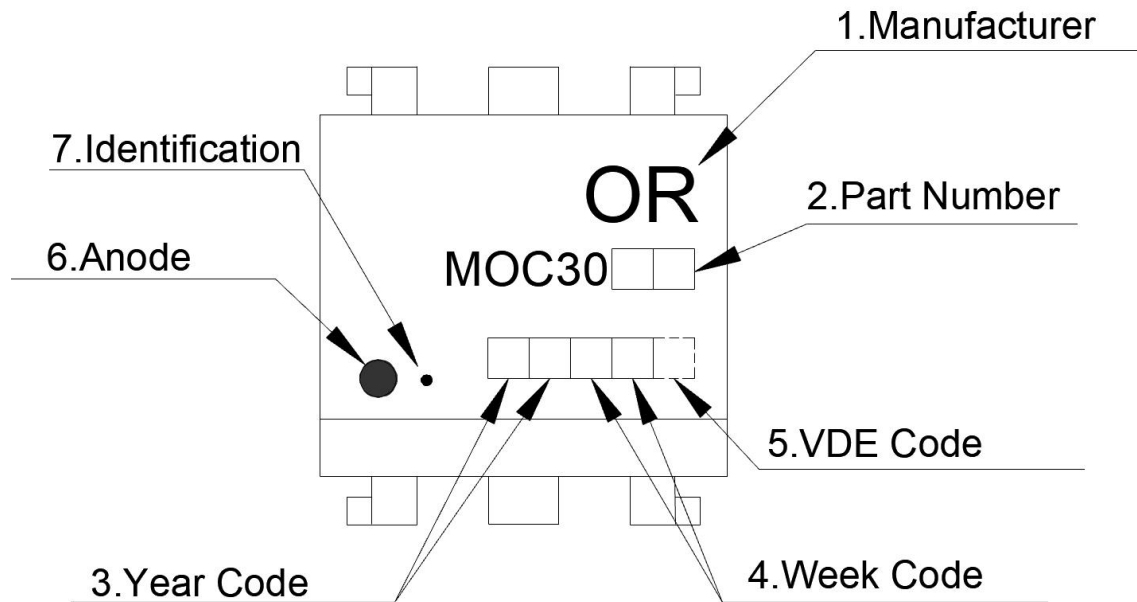 1.Manufacturer
7.Identification
OR
2.Part Number
6.Anode
MOC30
5.VDE Code
3.Year Code
4.Week Code